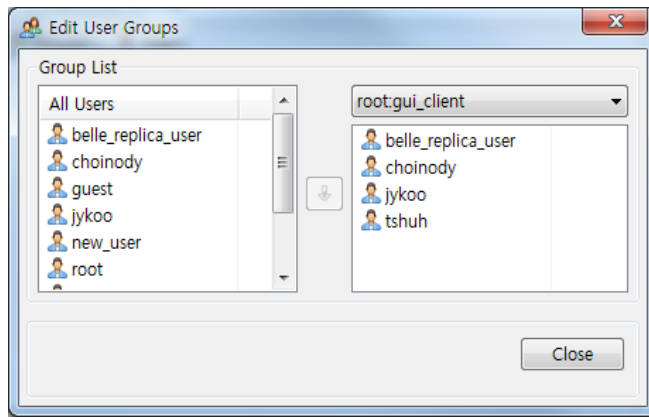 Edit User Groups
Group List
All Users
belle_replica_user
choinody
guest
jykoo
new_user
root
root:gui_client
belle_replica_user
choinody
jykoo
tshuh
Close